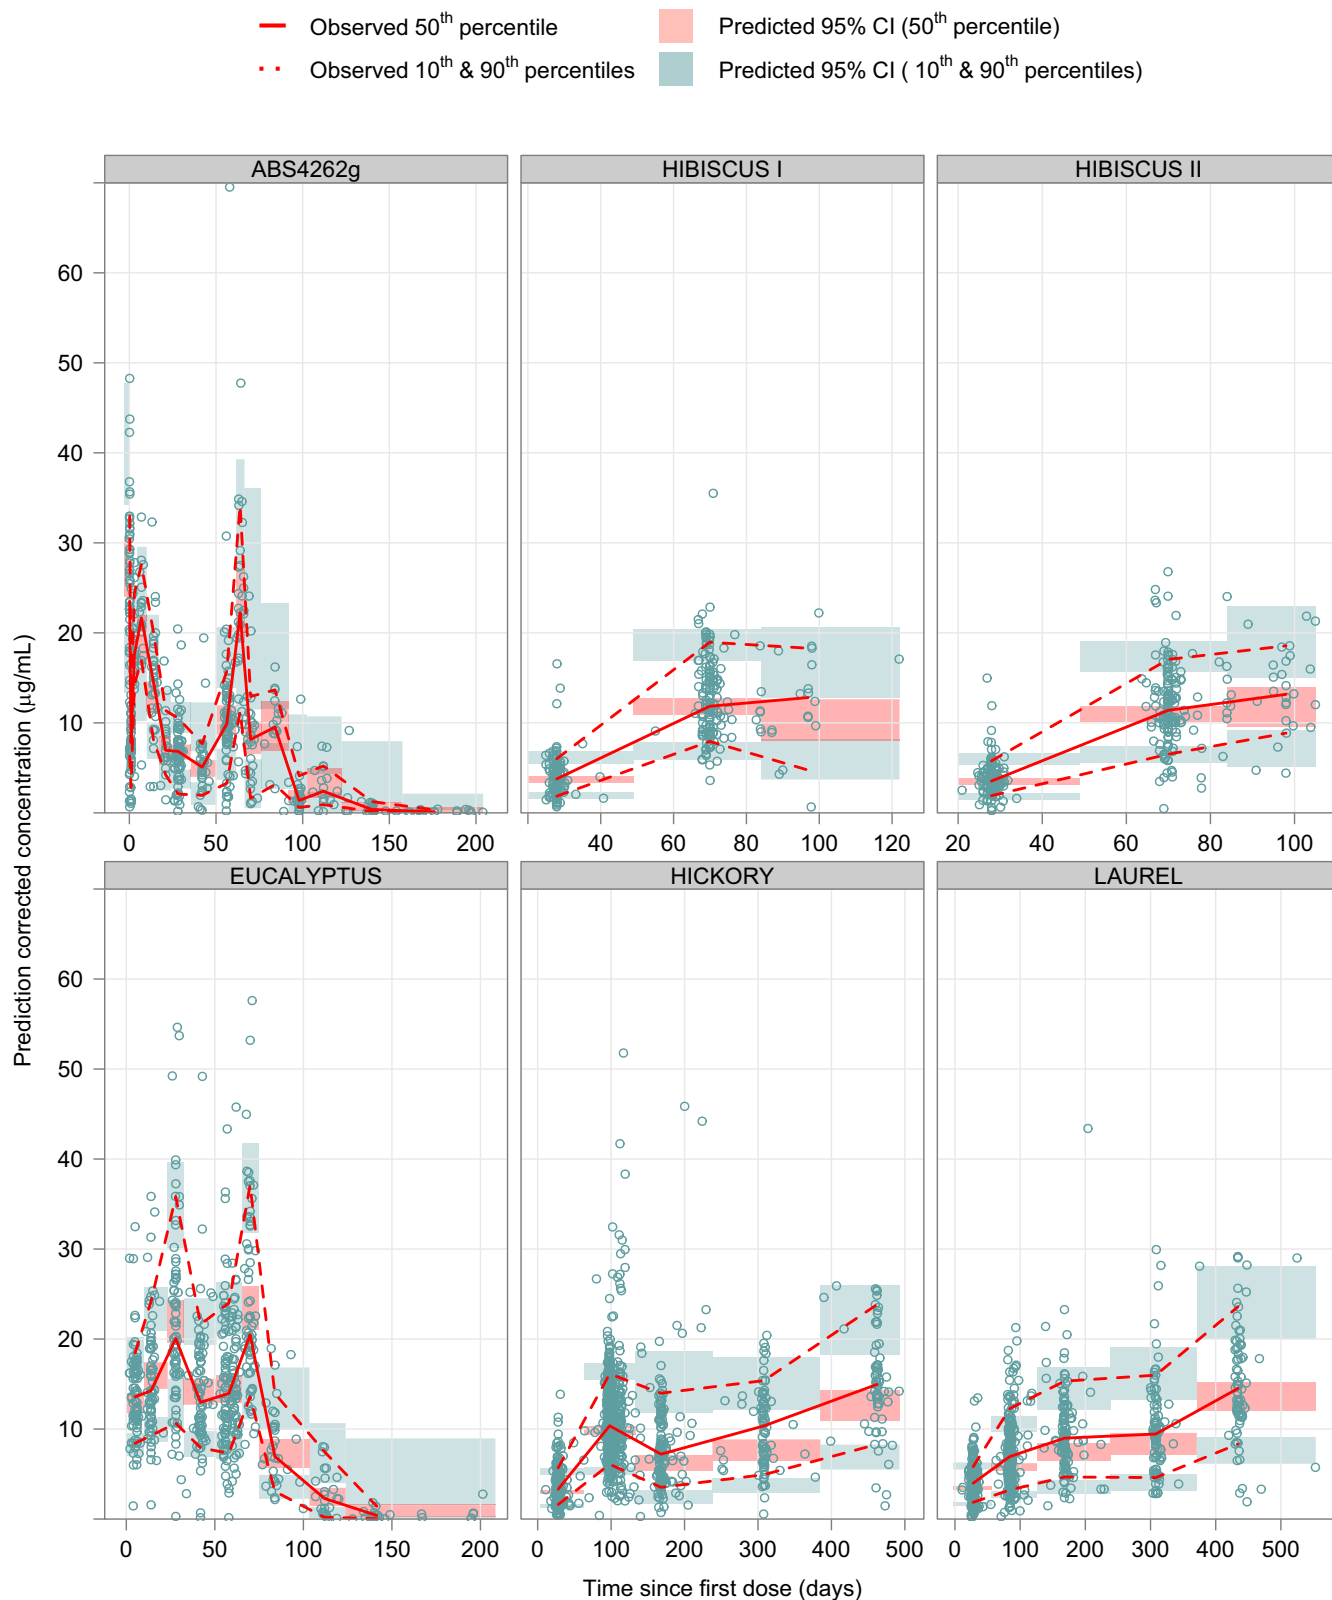 Observed 50th percentile
Predicted 95% CI (50th percentile)
Observed 10th & 90th percentiles
Predicted 95% CI ( 10th & 90th percentiles)
ABS4262g
HIBISCUS I
HIBISCUS II
60
50
40
30
20
10
0 50 100 150 200
40 60 80 100 120
20 40 60 80 100
Prediction corrected concentration (µg/mL)
EUCALYPTUS
HICKORY
LAUREL
60
50
40
30
20
10
0 50 100 150 200
0 100 200 300 400 500
0 100 200 300 400 500
Time since first dose (days)